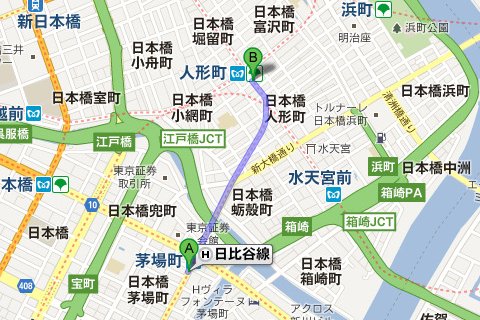 新日本橋
日本橋
堀留町
日本橋
富沢町
浜町
明治座
浜町公園
三井
日本橋
小舟町
人形町
B
日本橋室町
日本橋
小網町
日本橋
人形町
トルナーレ
日本橋浜町
清洲橋通り
日本橋浜町
越前
呉服橋
江戸橋
江戸橋JCT
新大橋通り
水天宮
浜町
日本橋中洲
東京証券
取引所
日本橋
水天宮前
箱崎PA
10
日本橋兜町
日本橋
蛎殻町
箱崎
箱崎JCT
日本橋
東京証券
会館
A
茅場町
日比谷線
408
宝町
日本橋
茅場町
Hヴィラ
フォンテーヌ
茅場町
日本橋
箱崎町
アクロス
新川ビル
佐賀